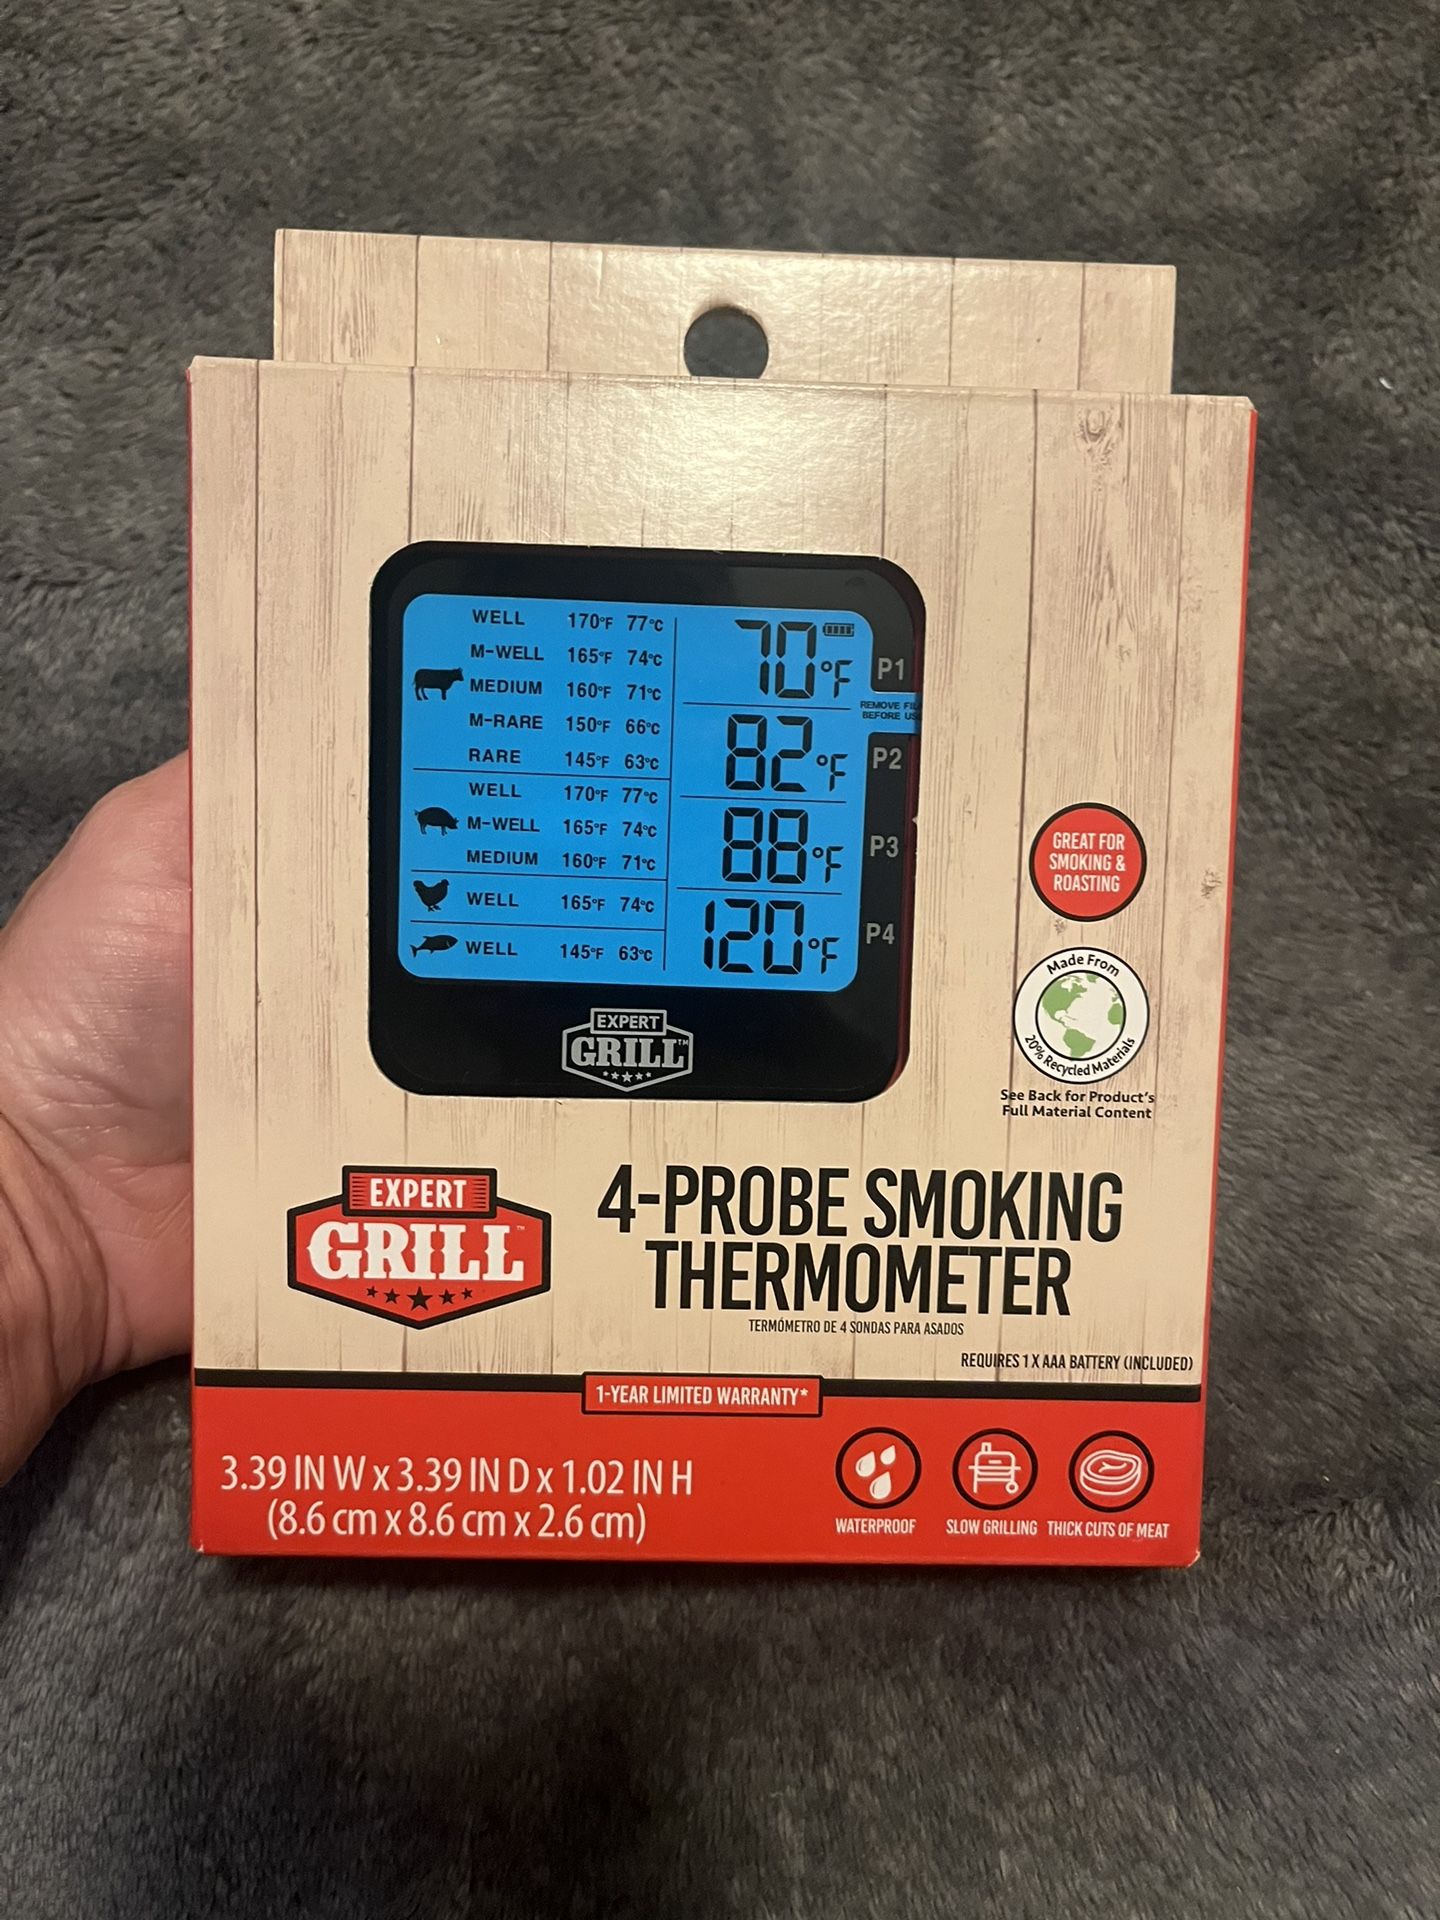 WELL 170°F 77°C
M-WELL 165°F 74°C
MEDIUM 160°F 71°C
M-RARE 150°F 66°C
RARE 145°F 63°C
WELL 170°F 77°C
M-WELL 165°F 74°C
MEDIUM 160°F 71°C
WELL 165°F 74°C
WELL 145°F 63°C
70°F P1
REMOVE
BEFORE
82°F P2
88°F P3
120°F P4
EXPERT
GRILL™
GREAT FOR
SMOKING &
ROASTING
Made From
20% Recycled Materials
See Back for Product's
Full Material Content
EXPERT
GRILL™
4-PROBE SMOKING
THERMOMETER
TERMÓMETRO DE 4 SONDAS PARA ASADOS
REQUIRES 1 X AAA BATTERY (INCLUDED)
1-YEAR LIMITED WARRANTY*
3.39 IN W x 3.39 IN D x 1.02 IN H
(8.6 cm x 8.6 cm x 2.6 cm)
WATERPROOF
SLOW GRILLING
THICK CUTS OF MEAT